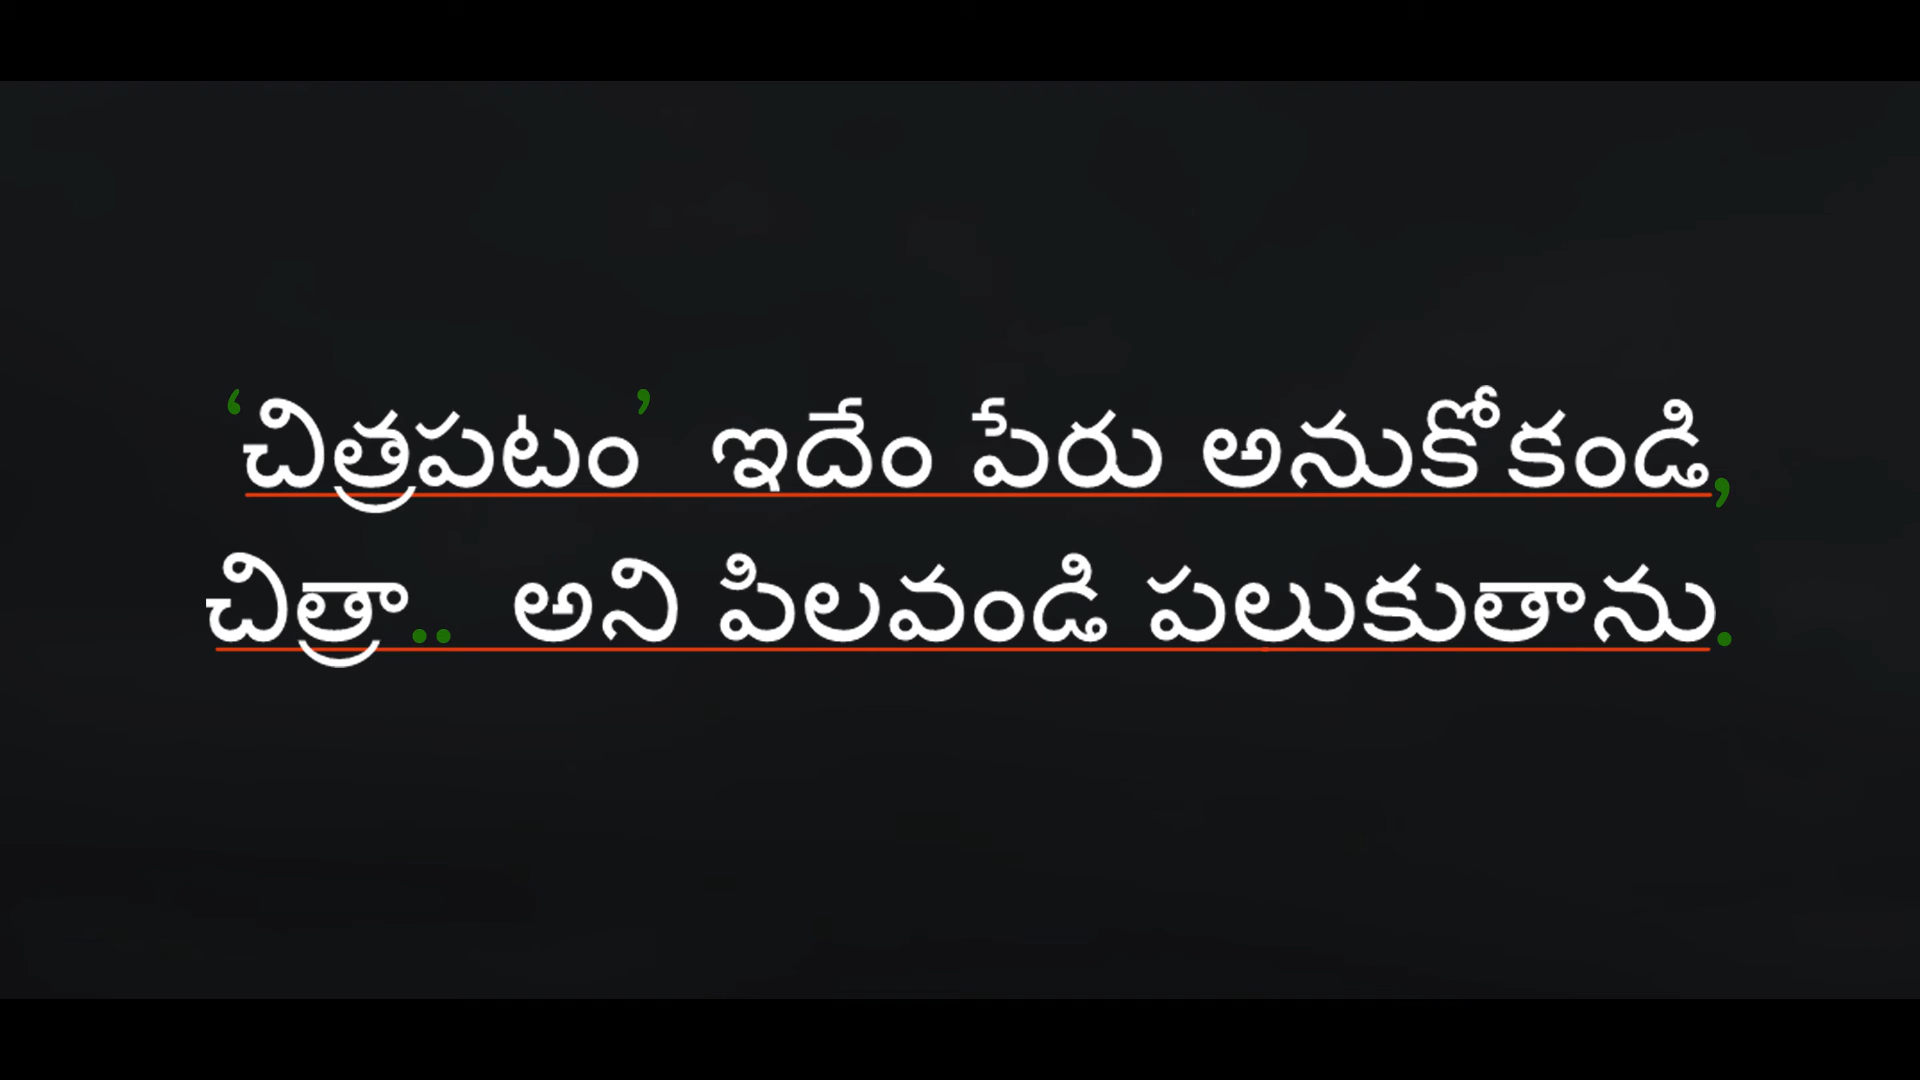 ‘చిత్రపటం’ ఇదేం పేరు అనుకోకండి,
చిత్రా.. అని పిలవండి పలుకుతాను.